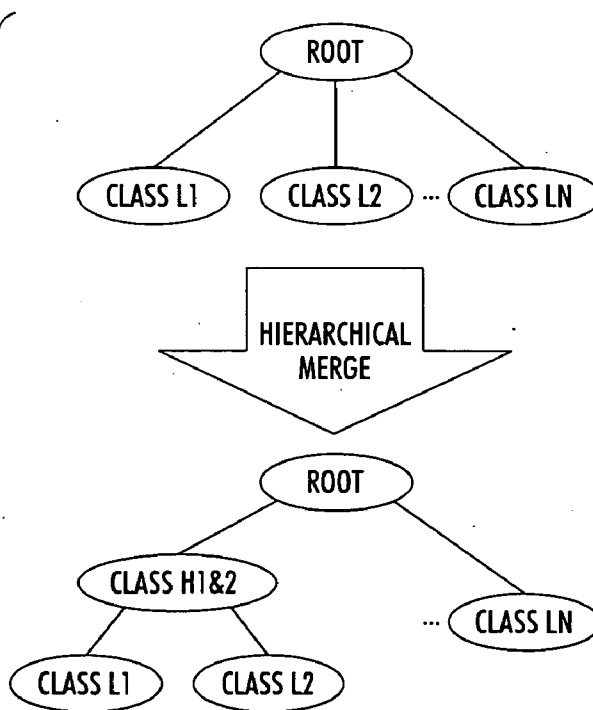 ROOT
CLASS L1 CLASS L2 ... CLASS LN
HIERARCHICAL
MERGE
ROOT
CLASS H1&2
... CLASS LN
CLASS L1 CLASS L2